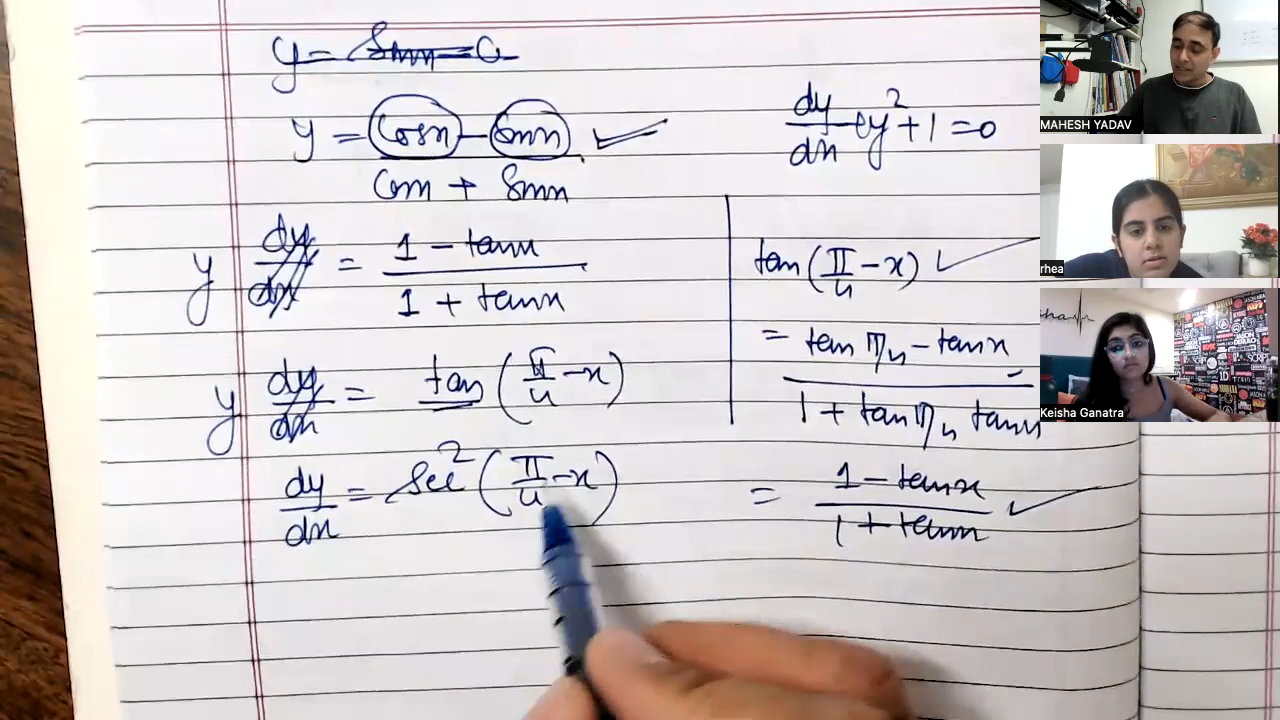 y = Sinx - C
y = Cosx - Sinx
Cosx + Sinx
dy/dx + y² + 1 = 0
y dy/dx = 1 - tanx
1 + tanx
y dy/dx = tan (π/4 - x)
dy/dx = Sec² (π/4 - x)
tan (π/4 - x)
= tan π/4 - tanx
1 + tan π/4 tanx
= 1 - tanx
1 + tanx
MAHESH YADAV
rhea
Keisha Ganatra